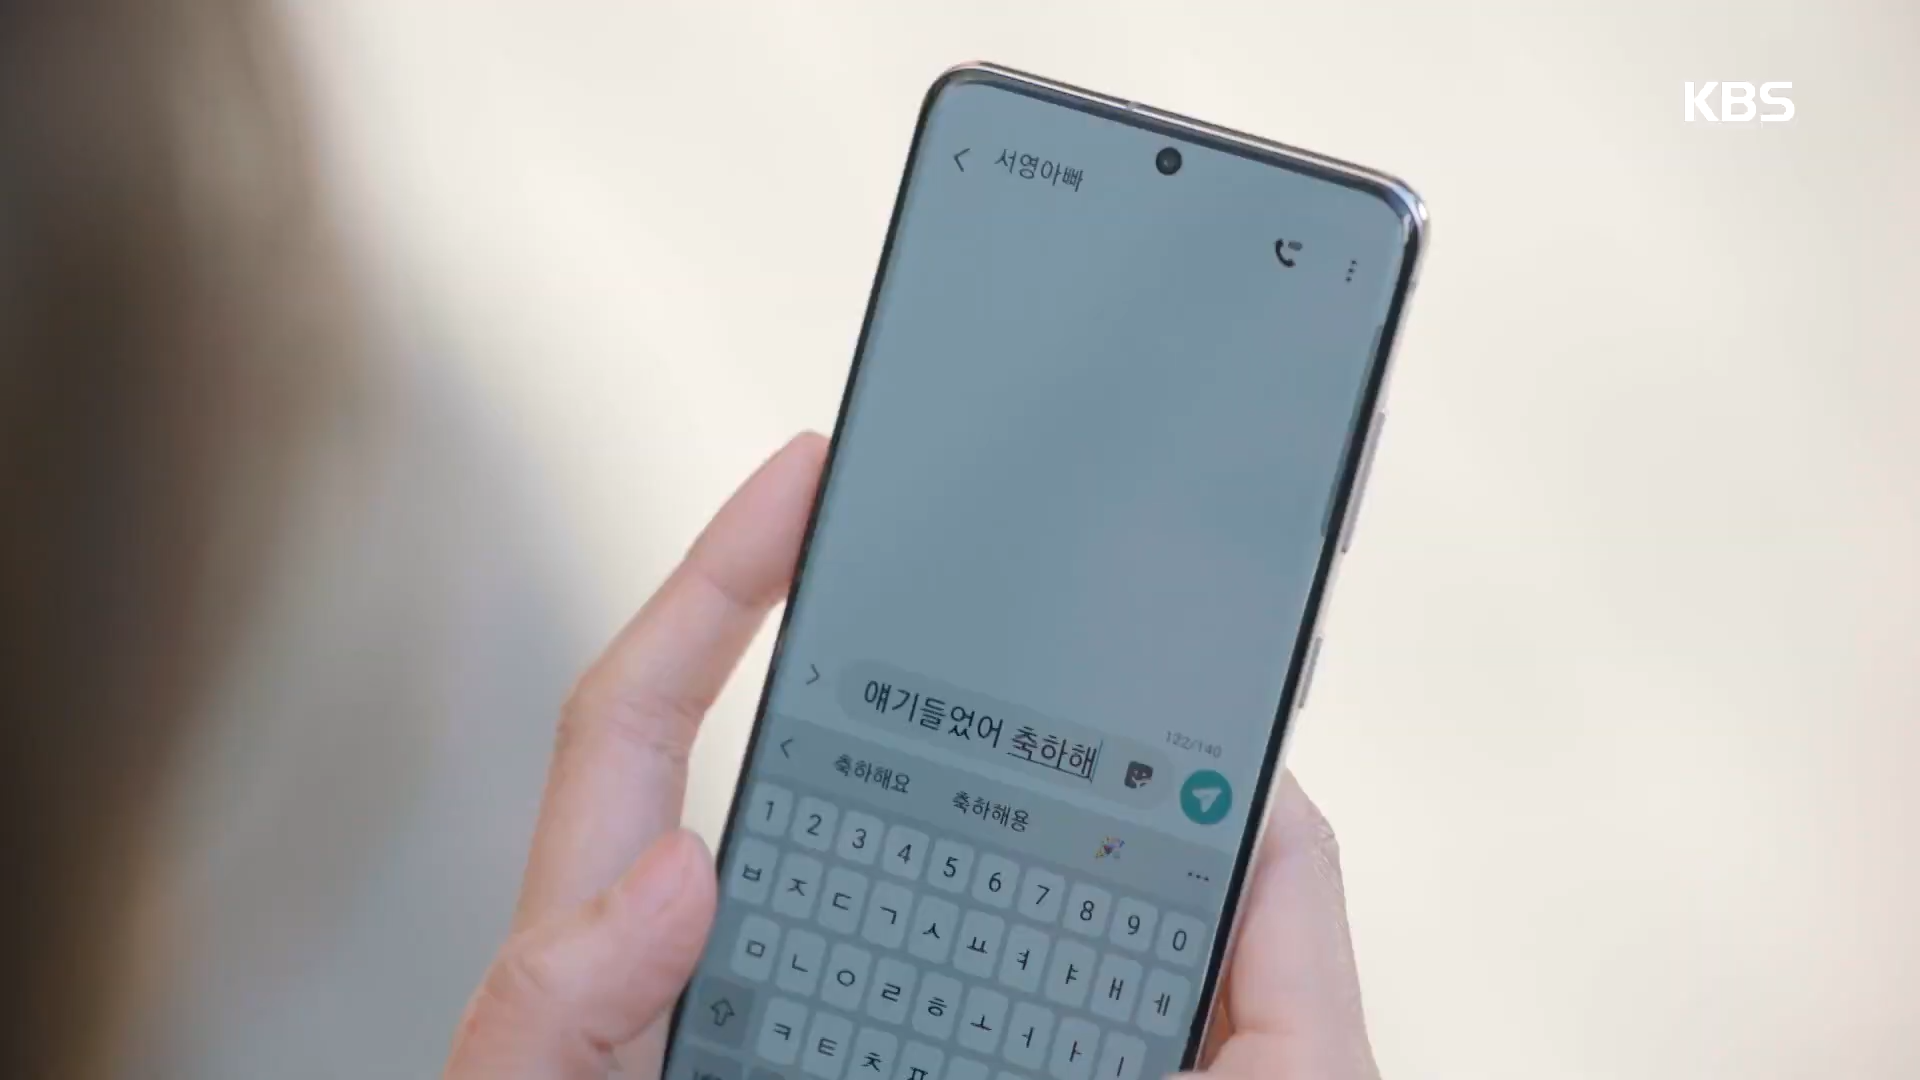 KBS
서영아빠
얘기들었어 축하해
122/140
축하해요 축하해용
1 2 3 4 5 6 7 8 9 0
ㅂ ㅈ ㄷ ㄱ ㅅ ㅛ ㅕ ㅑ ㅐ ㅔ
ㅁ ㄴ ㅇ ㄹ ㅎ ㅗ ㅓ ㅏ ㅣ
ㅋ ㅌ ㅊ ㅍ